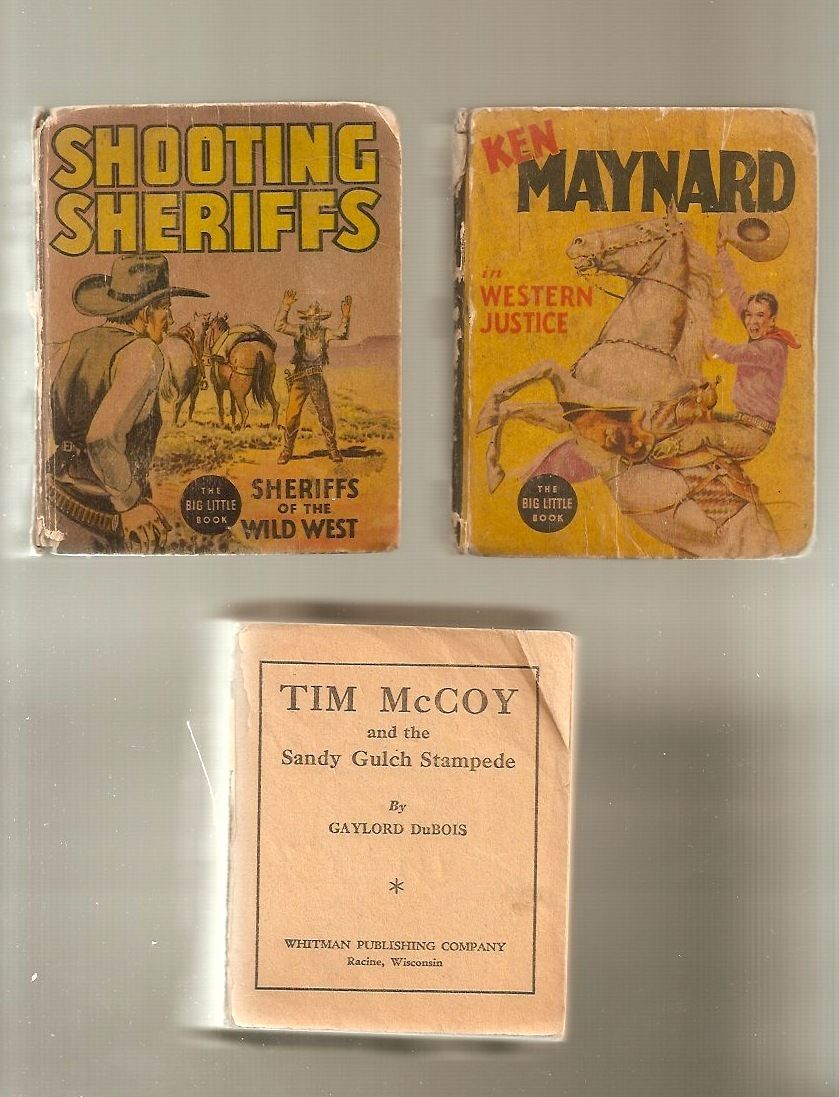 SHOOTING
SHERIFFS
THE
BIG LITTLE
BOOK
SHERIFFS
OF THE
WILD WEST
KEN
MAYNARD
in
WESTERN
JUSTICE
THE
BIG LITTLE
BOOK
TIM McCOY
and the
Sandy Gulch Stampede
By
GAYLORD DuBOIS
*
WHITMAN PUBLISHING COMPANY
Racine, Wisconsin